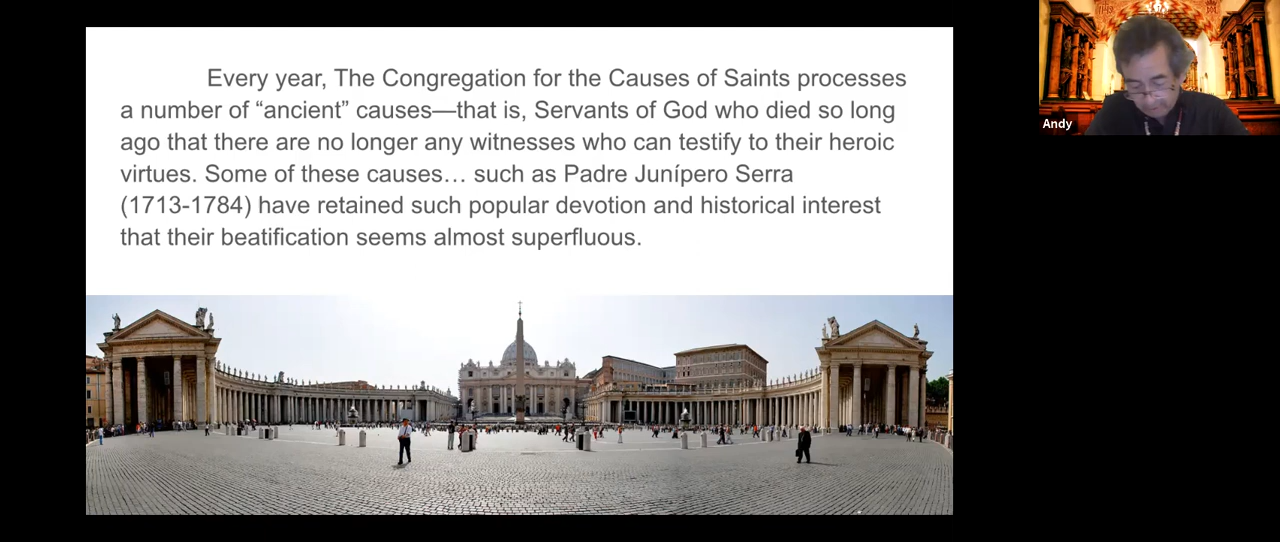 Every year, The Congregation for the Causes of Saints processes
a number of “ancient” causes—that is, Servants of God who died so long
ago that there are no longer any witnesses who can testify to their heroic
virtues. Some of these causes… such as Padre Junípero Serra
(1713-1784) have retained such popular devotion and historical interest
that their beatification seems almost superfluous.
Andy